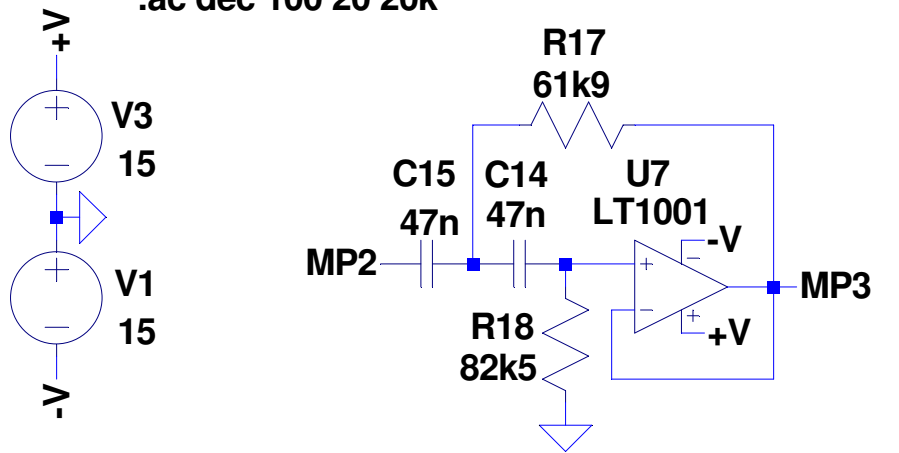 .ac dec 100 20 20k
+V
V3
15
V1
15
-V
R17
61k9
C15
47n
C14
47n
U7
LT1001
-V
MP2
MP3
+V
R18
82k5